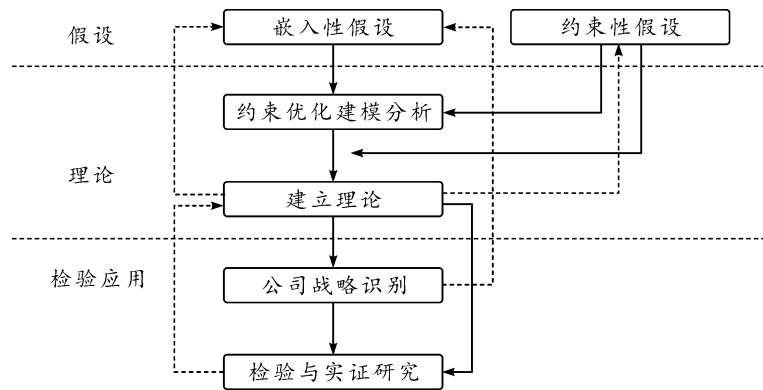 假设
嵌入性假设
约束性假设
约束优化建模分析
理论
建立理论
检验应用
公司战略识别
检验与实证研究